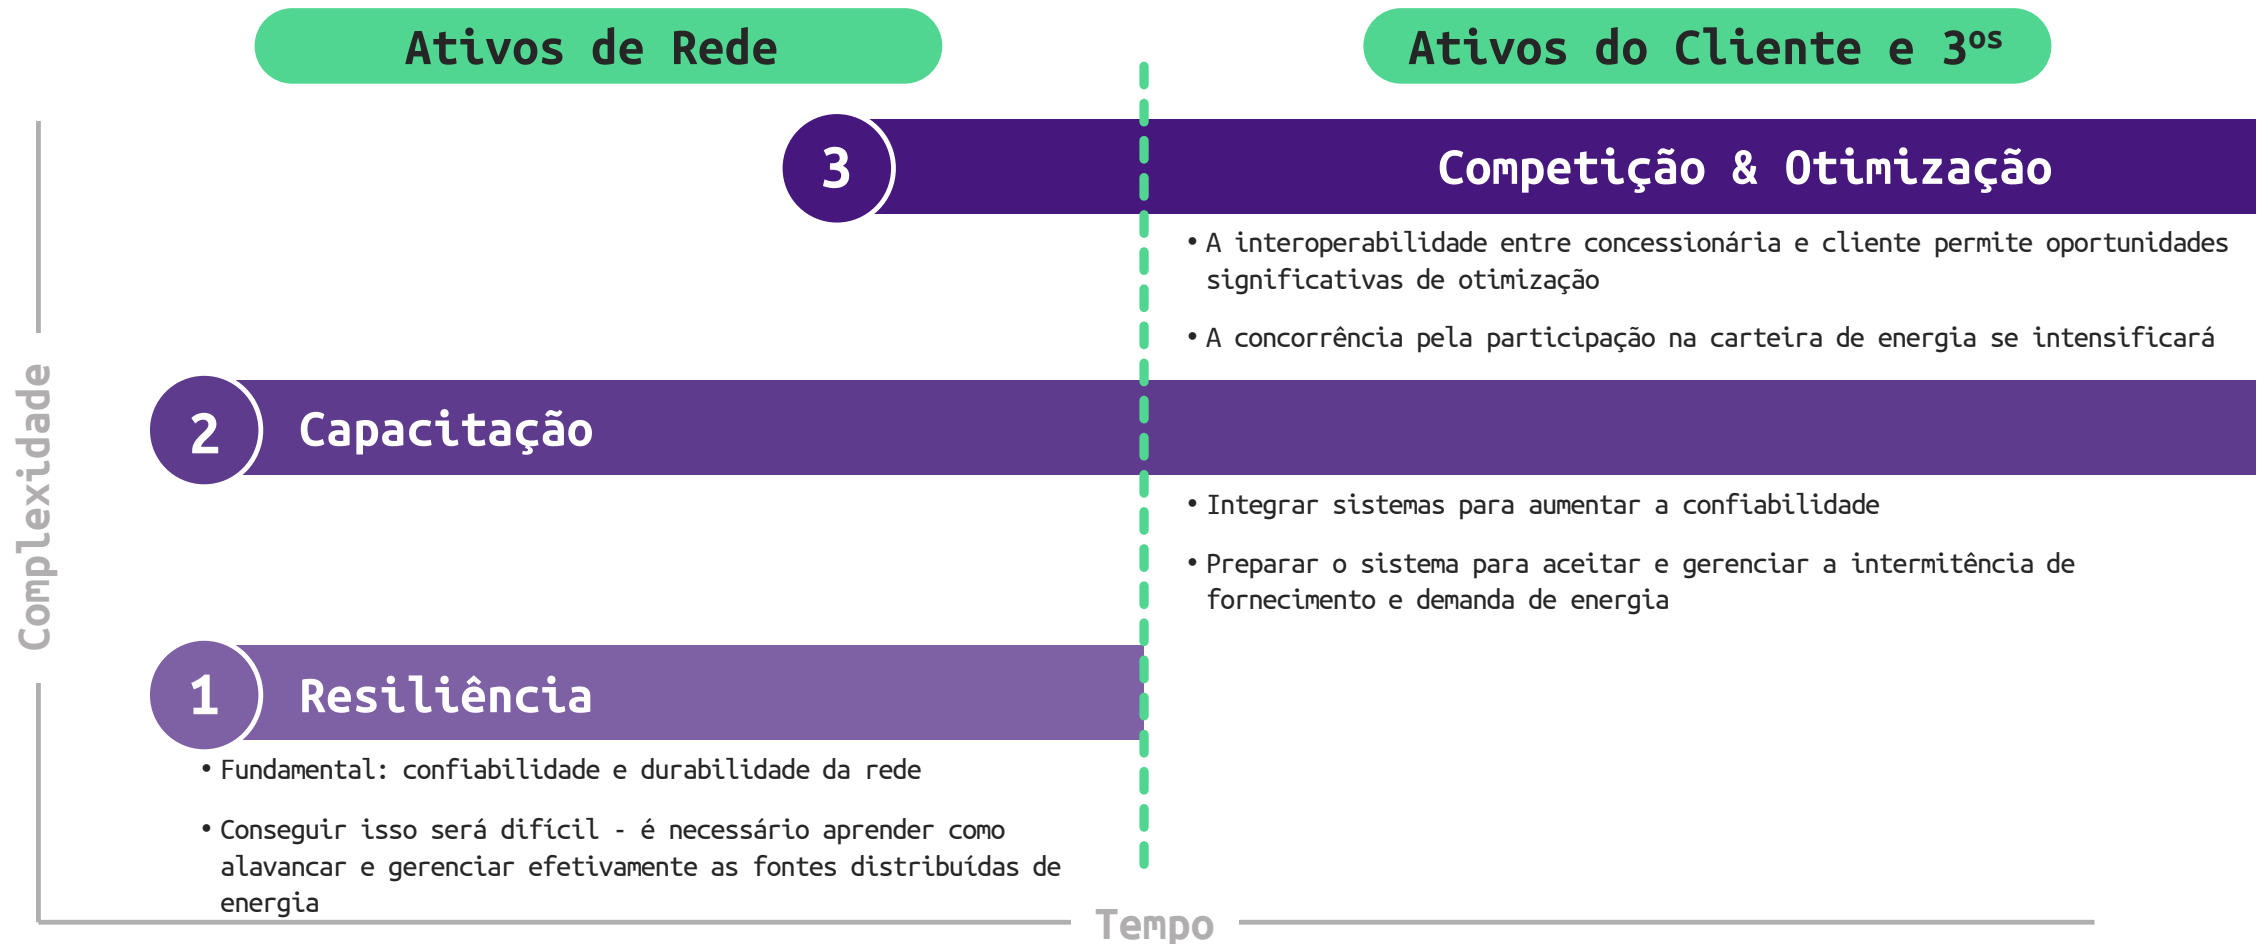 Ativos de Rede
Ativos do Cliente e 3ºˢ
3
Competição & Otimização
• A interoperabilidade entre concessionária e cliente permite oportunidades
significativas de otimização
• A concorrência pela participação na carteira de energia se intensificará
2
Capacitação
• Integrar sistemas para aumentar a confiabilidade
• Preparar o sistema para aceitar e gerenciar a intermitência de
fornecimento e demanda de energia
1
Resiliência
• Fundamental: confiabilidade e durabilidade da rede
• Conseguir isso será difícil - é necessário aprender como
alavancar e gerenciar efetivamente as fontes distribuídas de
energia
Complexidade
Tempo